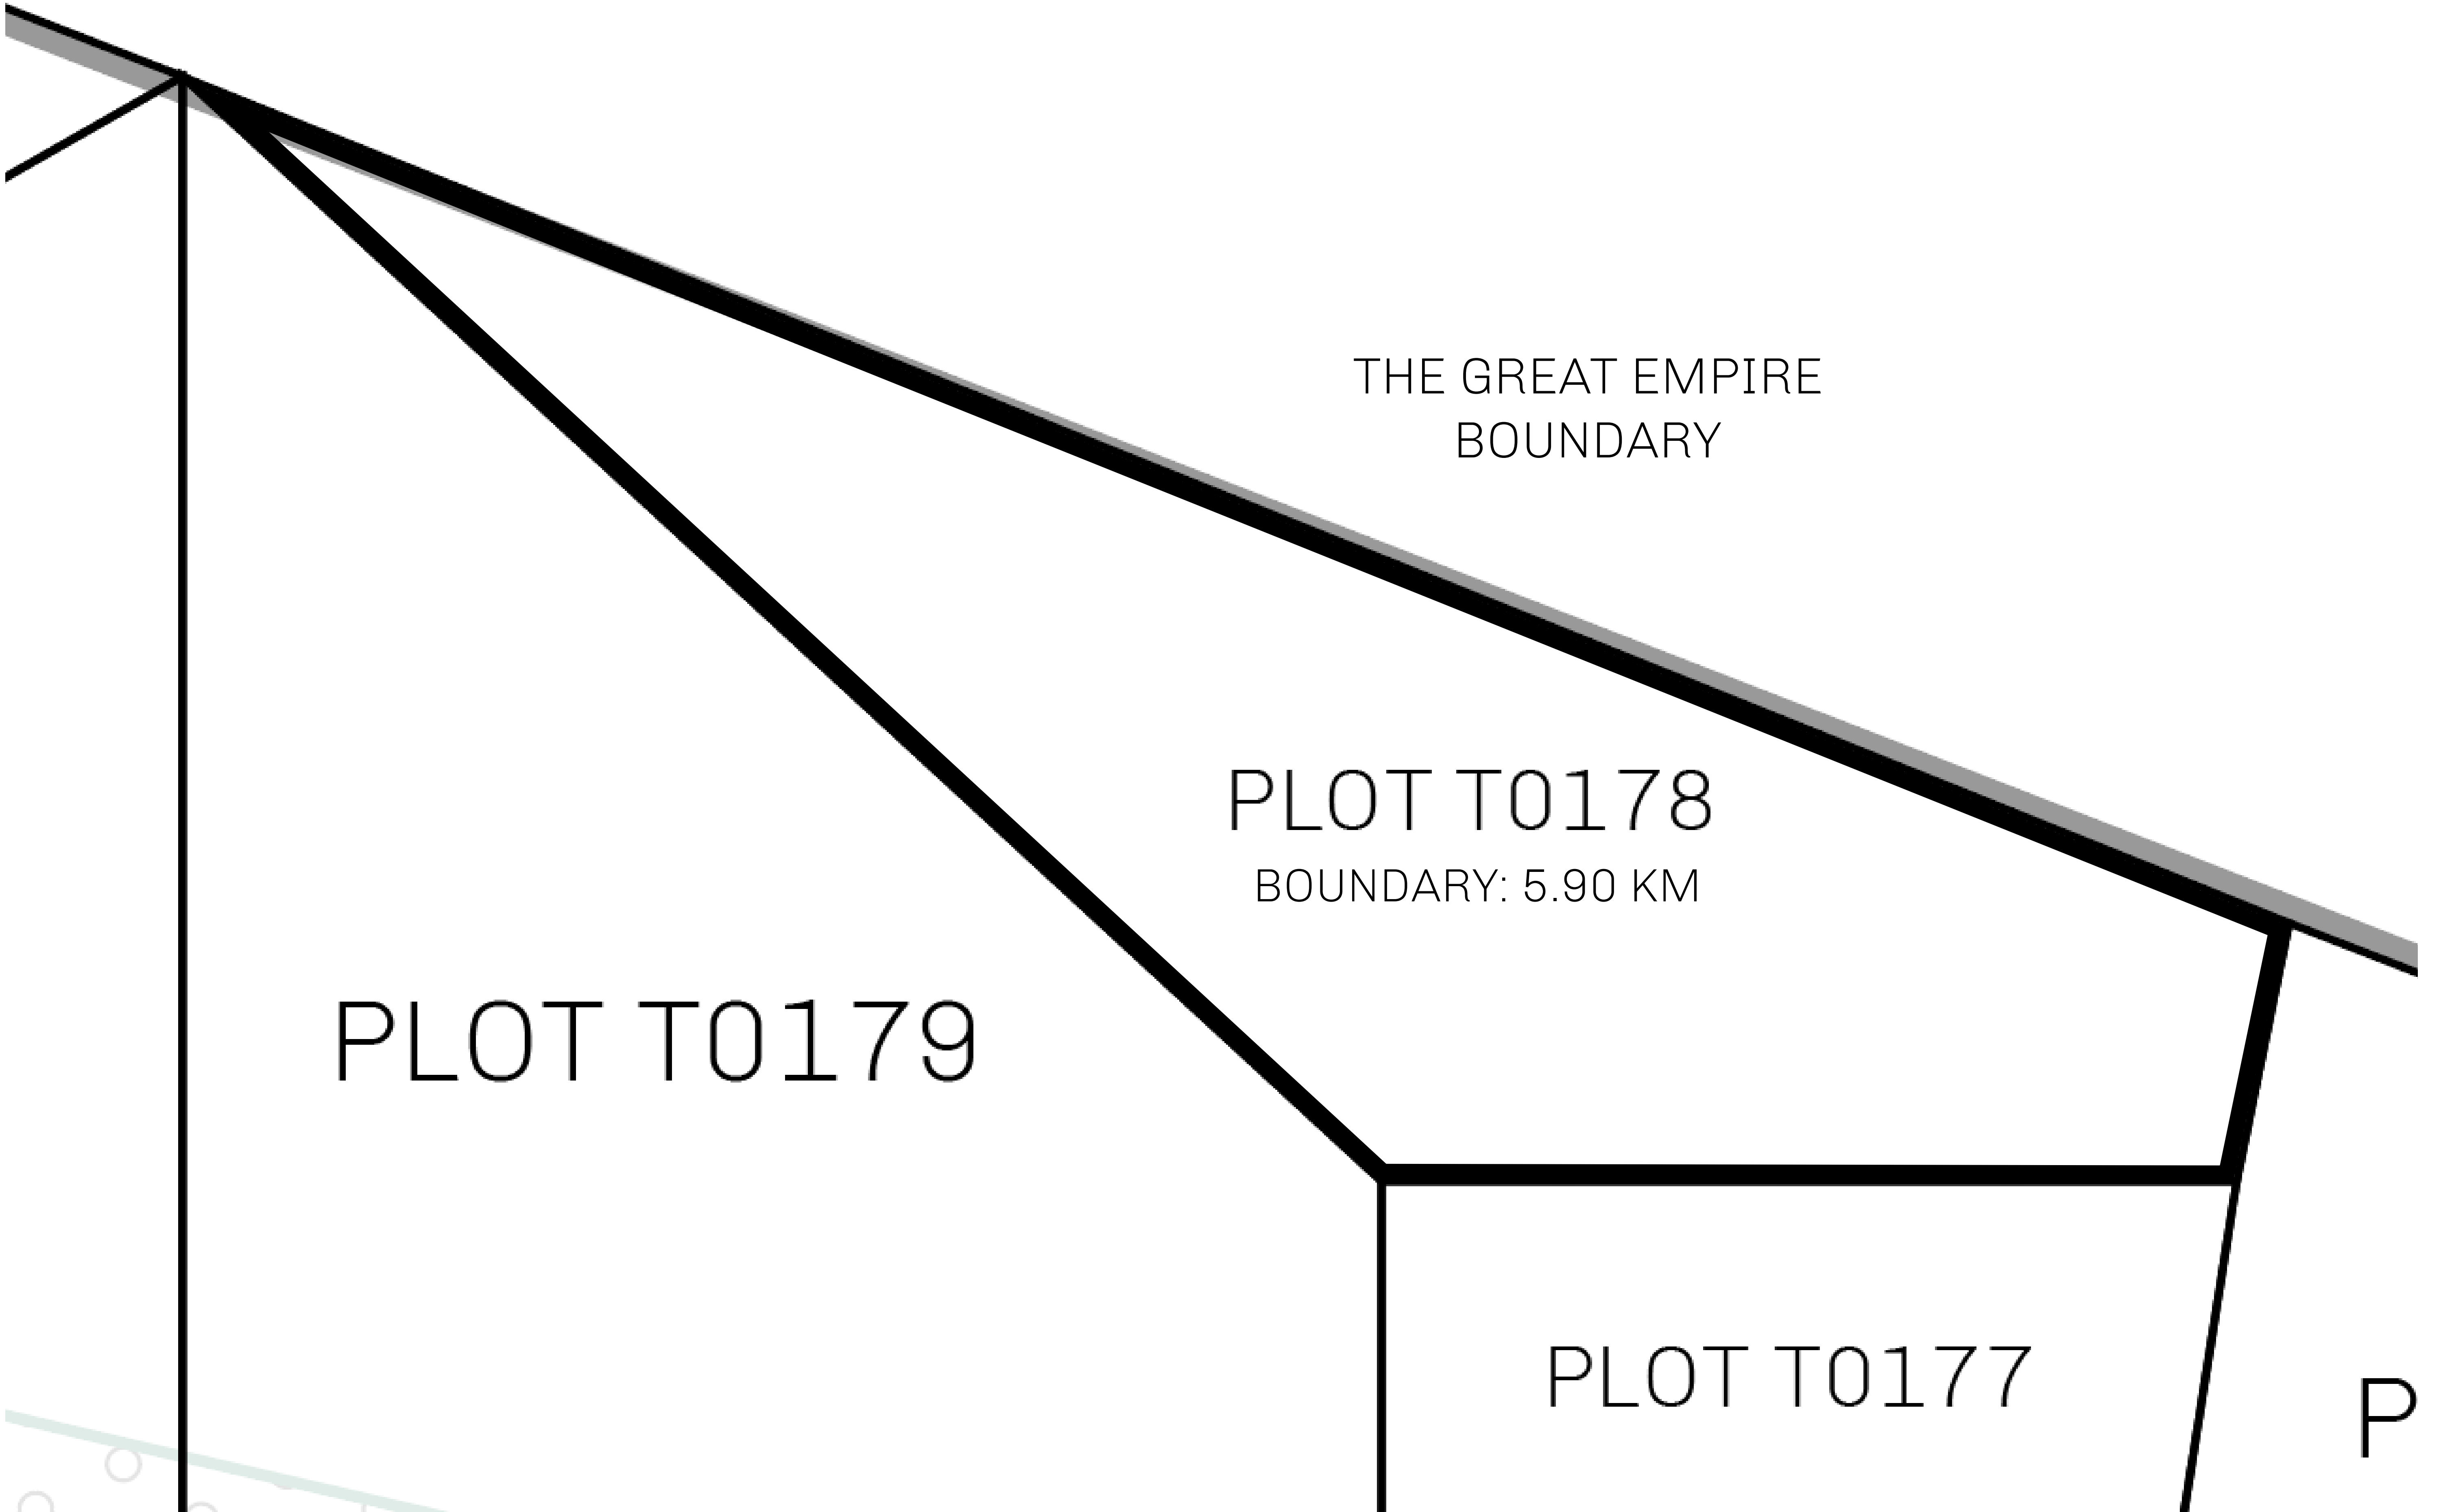 THE GREAT EMPIRE
BOUNDARY
PLOT T0178
BOUNDARY: 5.90 KM
PLOT T0179
PLOT T0177
P